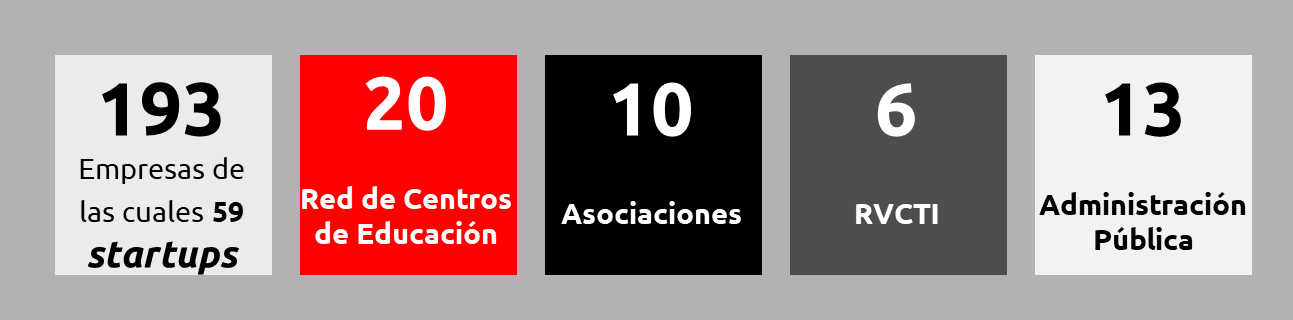 193
Empresas de
las cuales 59
startups
20
Red de Centros
de Educación
10
Asociaciones
6
RVCTI
13
Administración
Pública